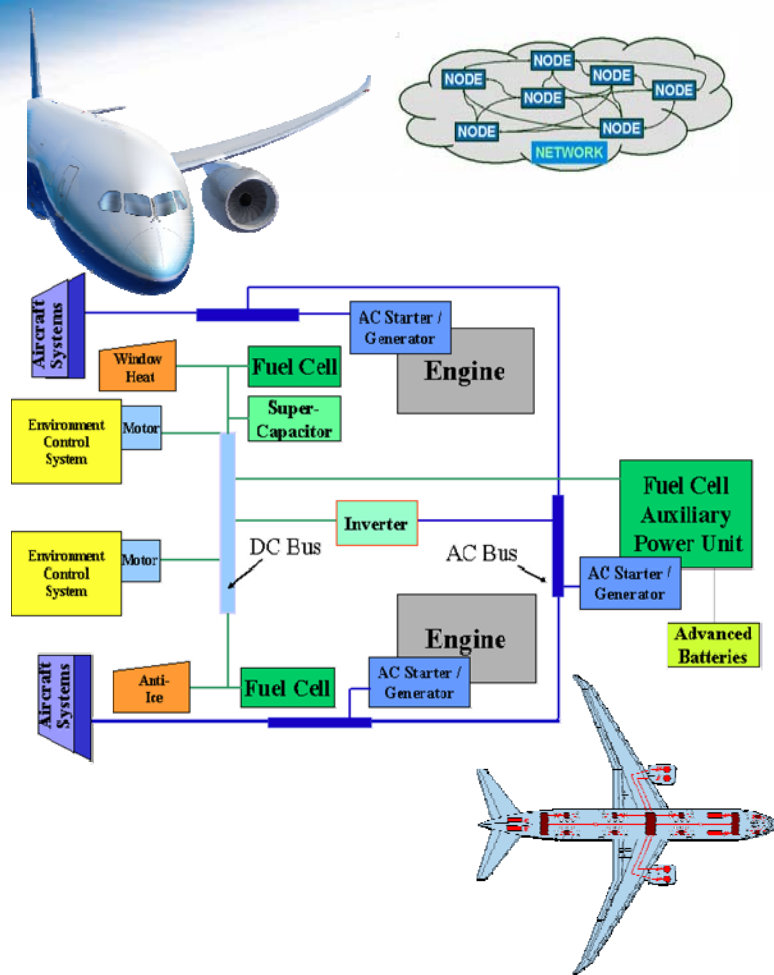 NODE
NODE
NODE
NODE
NODE
NODE
NODE
NETWORK
Aircraft
Systems
AC Starter /
Generator
Engine
Window
Heat
Fuel Cell
Super-
Capacitor
Environment
Control
System
Motor
Fuel Cell
Auxiliary
Power Unit
Inverter
DC Bus
AC Bus
Environment
Control
System
Motor
AC Starter /
Generator
Advanced
Batteries
Engine
AC Starter /
Generator
Aircraft
Systems
Anti-
Ice
Fuel Cell